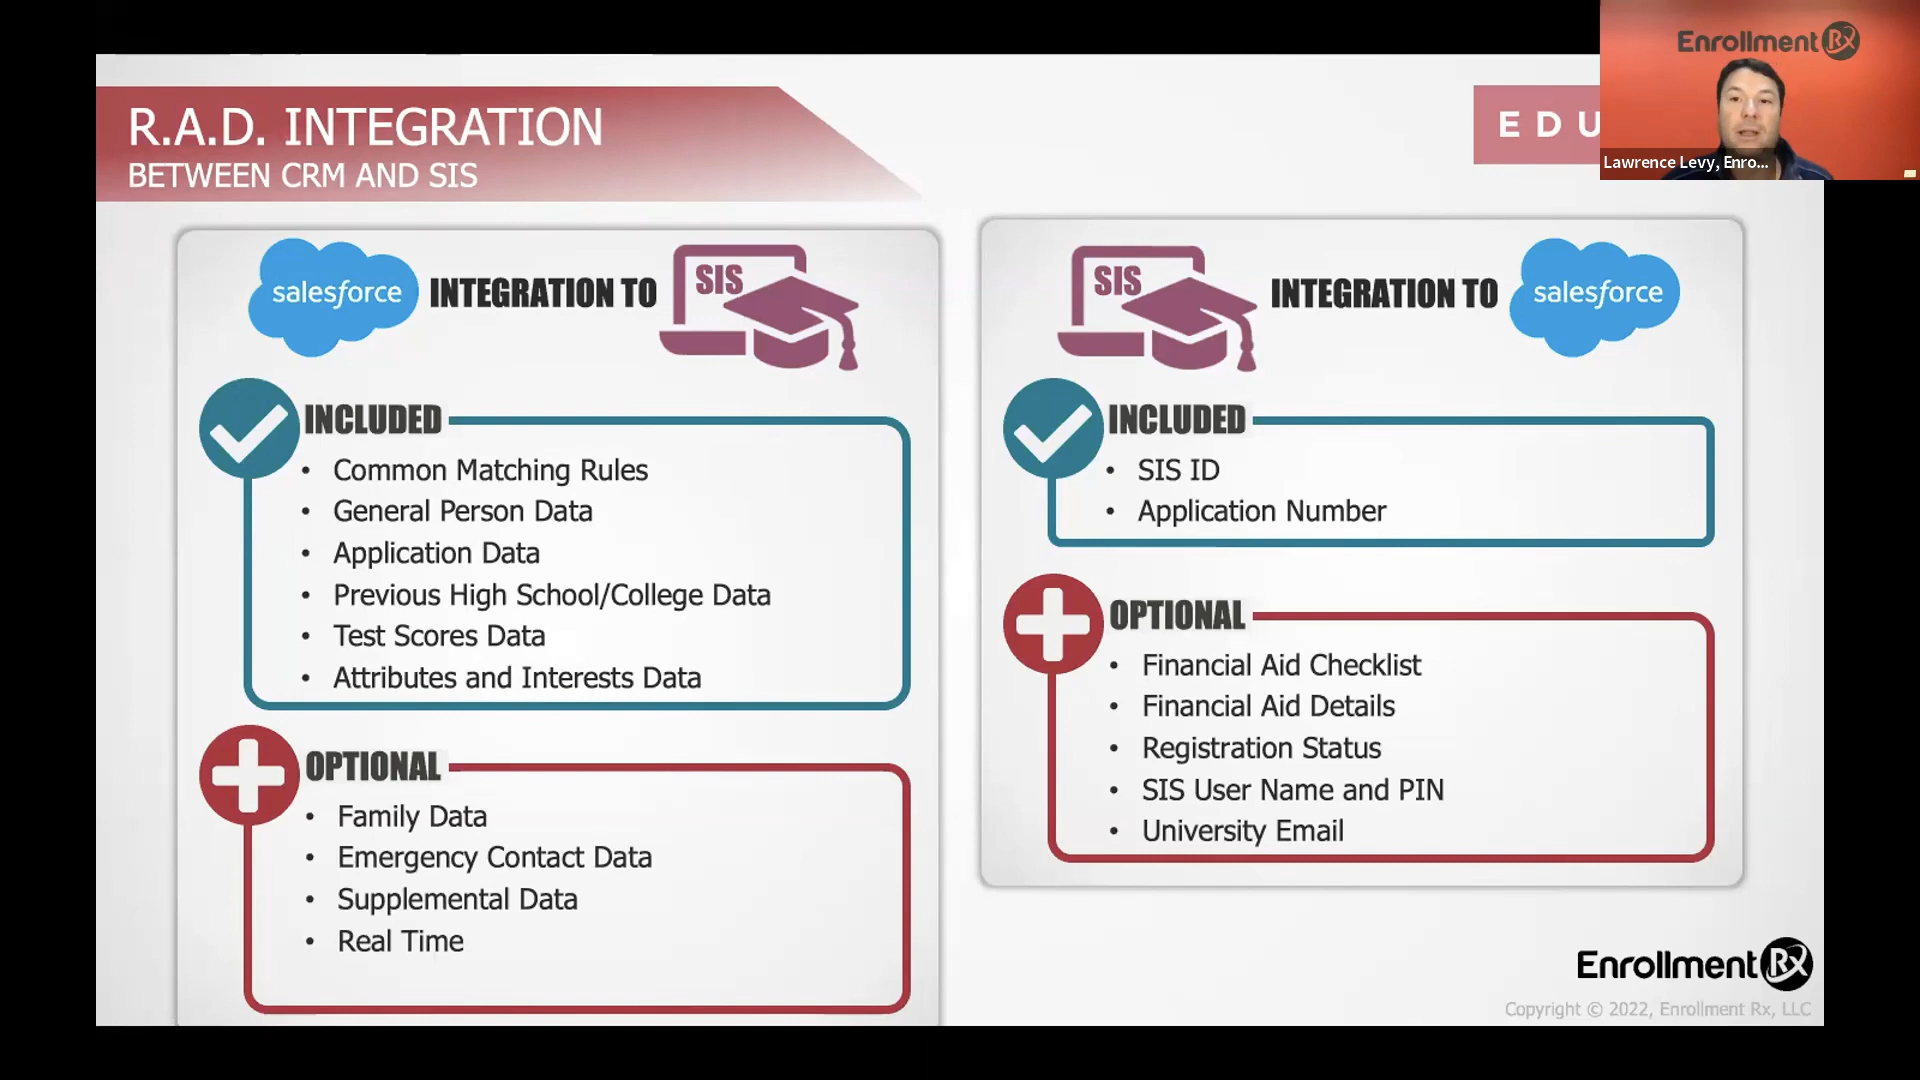 R.A.D. INTEGRATION
BETWEEN CRM AND SIS
EDU
Enrollment Rx
Lawrence Levy, Enro...
salesforce INTEGRATION TO SIS
INCLUDED
• Common Matching Rules
• General Person Data
• Application Data
• Previous High School/College Data
• Test Scores Data
• Attributes and Interests Data
OPTIONAL
• Family Data
• Emergency Contact Data
• Supplemental Data
• Real Time
SIS INTEGRATION TO salesforce
INCLUDED
• SIS ID
• Application Number
OPTIONAL
• Financial Aid Checklist
• Financial Aid Details
• Registration Status
• SIS User Name and PIN
• University Email
Enrollment Rx
Copyright © 2022, Enrollment Rx, LLC